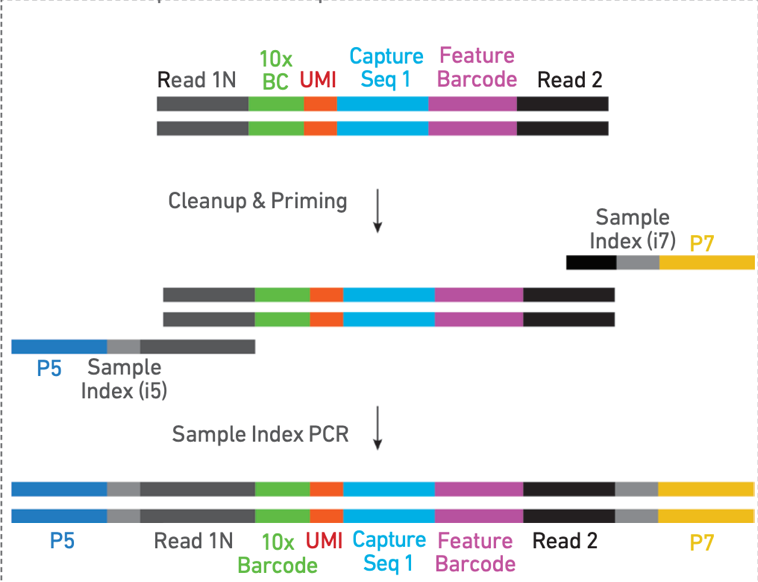 10x Capture Feature
Read 1N BC UMI Seq 1 Barcode Read 2
Cleanup & Priming
Sample
Index (i7) P7
P5 Sample
Index (i5)
Sample Index PCR
P5 Read 1N 10x UMI Capture Feature Read 2 P7
Barcode Seq 1 Barcode